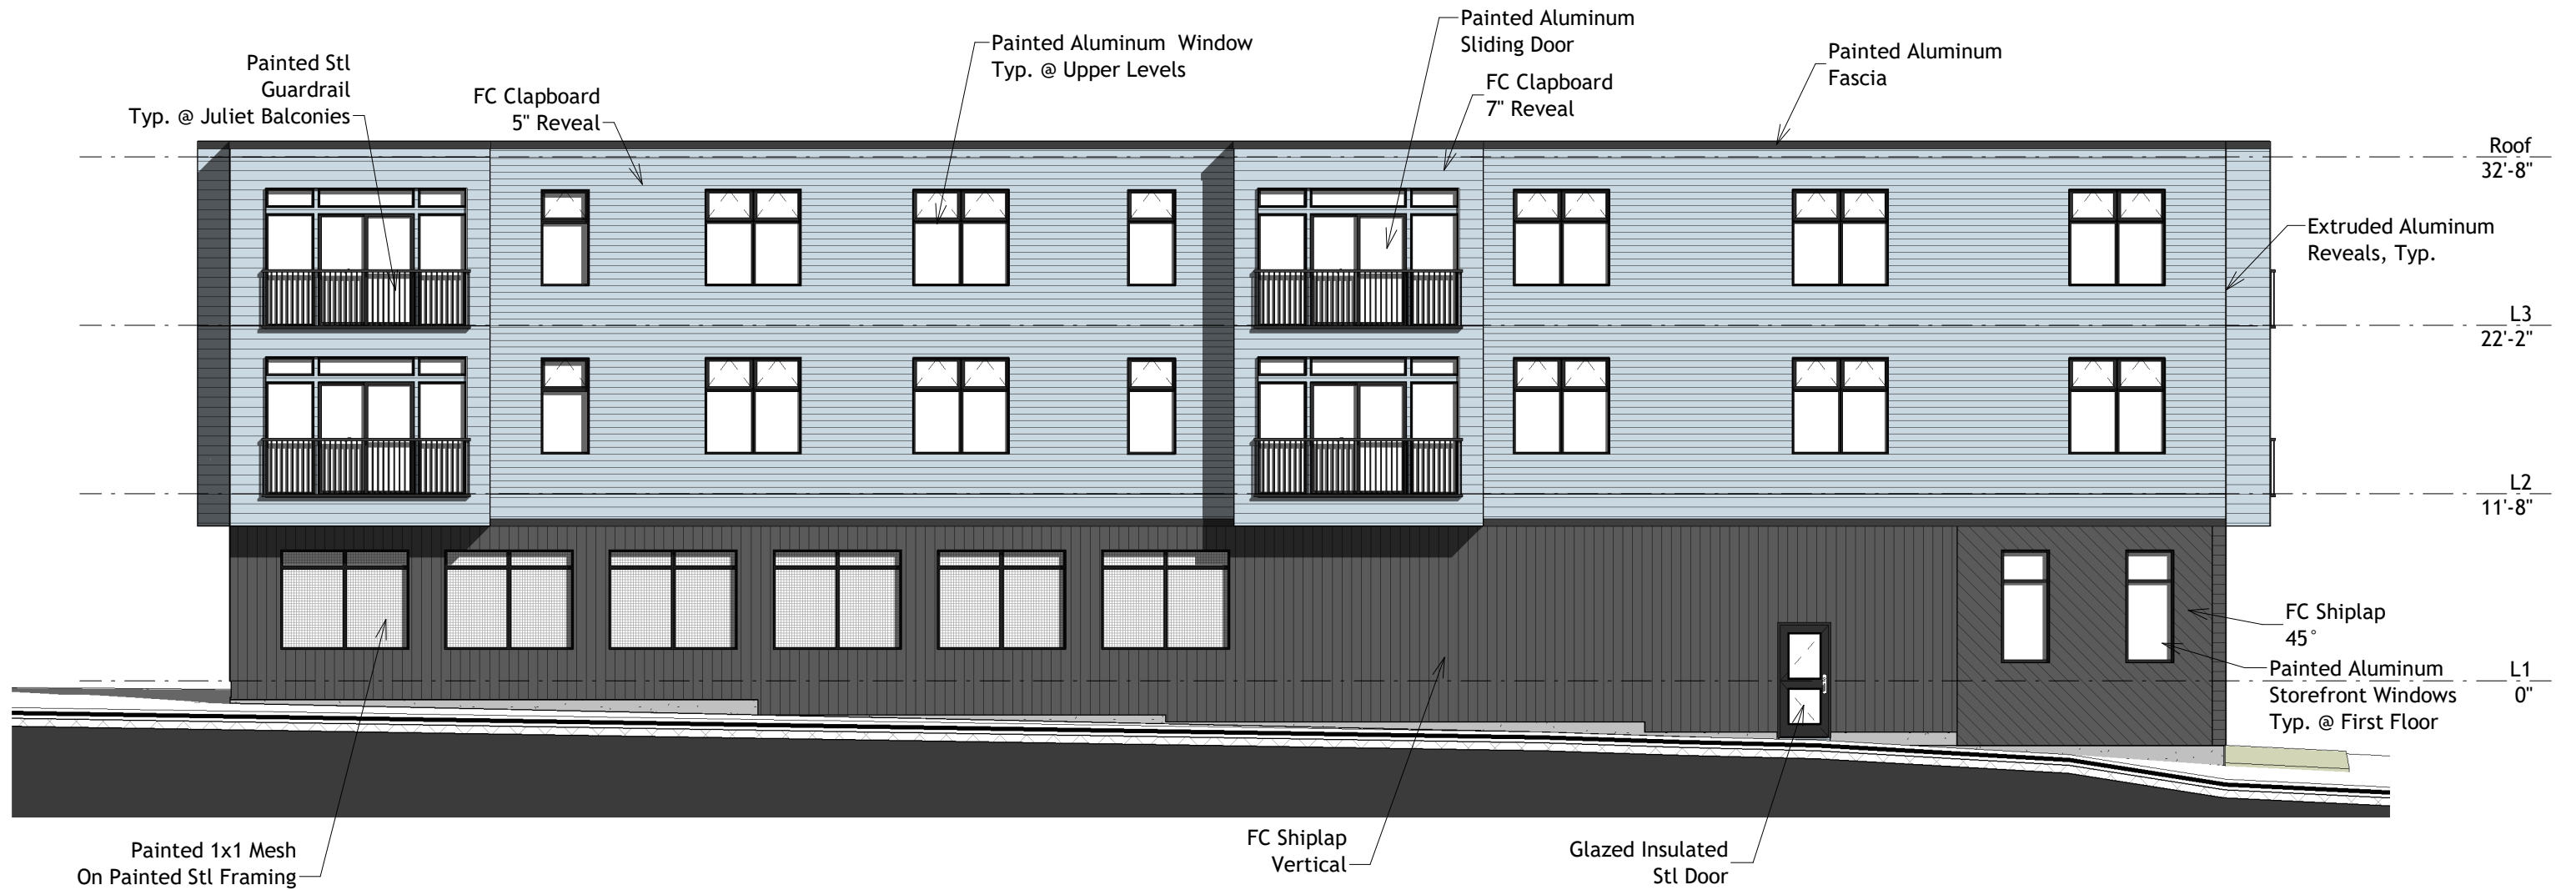 Painted Stl
Guardrail
Typ. @ Juliet Balconies
FC Clapboard
5" Reveal
Painted Aluminum  Window
Typ. @ Upper Levels
Painted Aluminum
Sliding Door
FC Clapboard
7" Reveal
Painted Aluminum
Fascia
Roof
32'-8"
Extruded Aluminum
Reveals, Typ.
L3
22'-2"
L2
11'-8"
FC Shiplap
45°
Painted Aluminum
Storefront Windows
Typ. @ First Floor
L1
0"
Painted 1x1 Mesh
On Painted Stl Framing
FC Shiplap
Vertical
Glazed Insulated
Stl Door